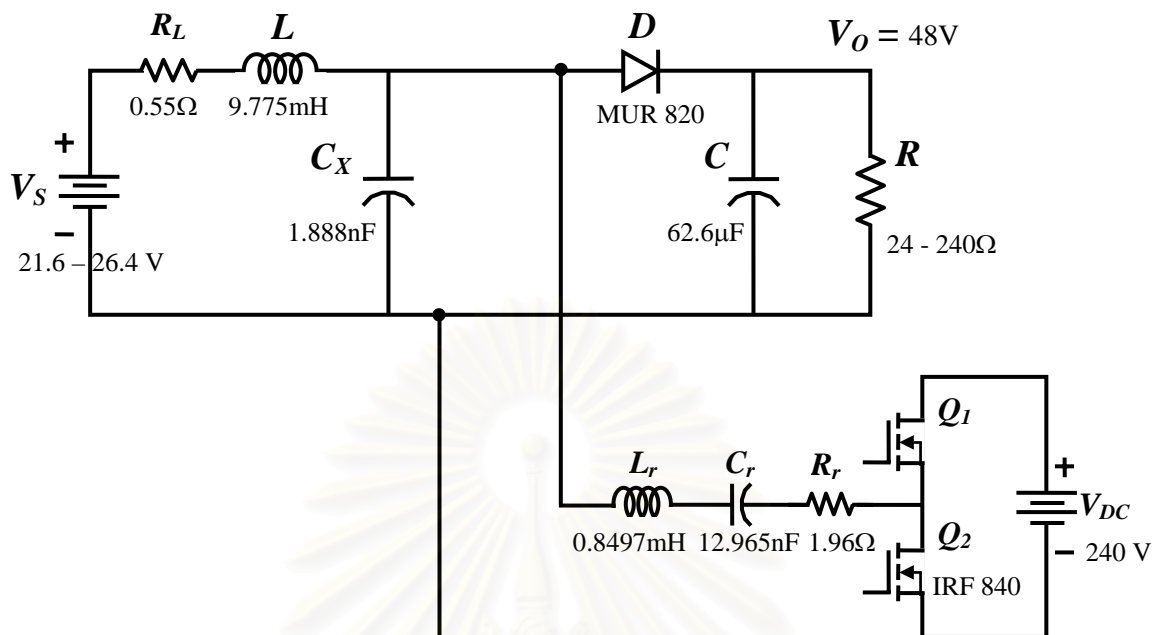 R_L
L
D
V_O = 48V
0.55Ω
9.775mH
MUR 820
+
V_S
−
21.6 – 26.4 V
C_X
1.888nF
C
62.6μF
R
24 - 240Ω
L_r
C_r
R_r
0.8497mH
12.965nF
1.96Ω
Q_1
Q_2
IRF 840
+
V_DC
−
240 V